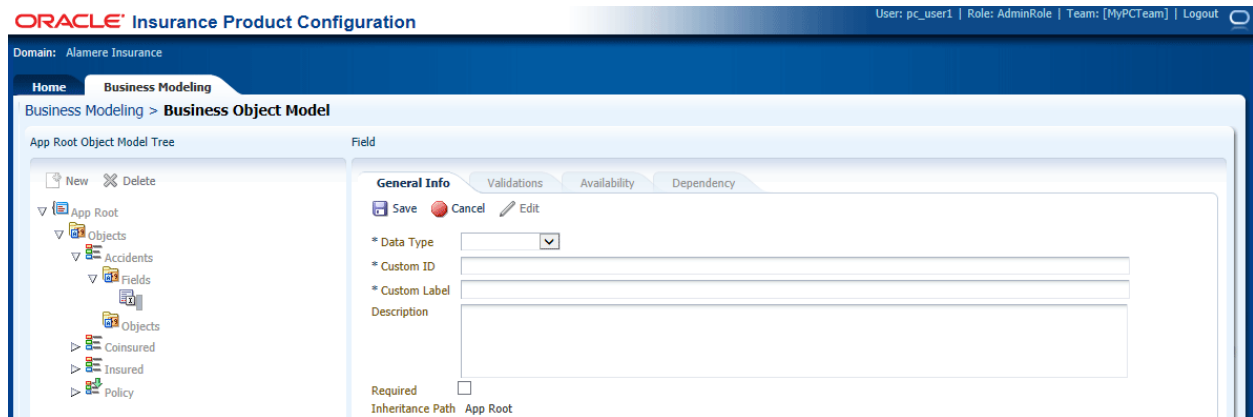 ORACLE Insurance Product Configuration
User: pc_user1 | Role: AdminRole | Team: [MyPCTeam] | Logout
Domain: Alamere Insurance
Home Business Modeling
Business Modeling > Business Object Model
App Root Object Model Tree
Field
New Delete
App Root
Objects
Accidents
Fields
Objects
Coinsured
Insured
Policy
General Info Validations Availability Dependency
Save Cancel Edit
* Data Type
* Custom ID
* Custom Label
Description
Required
Inheritance Path App Root